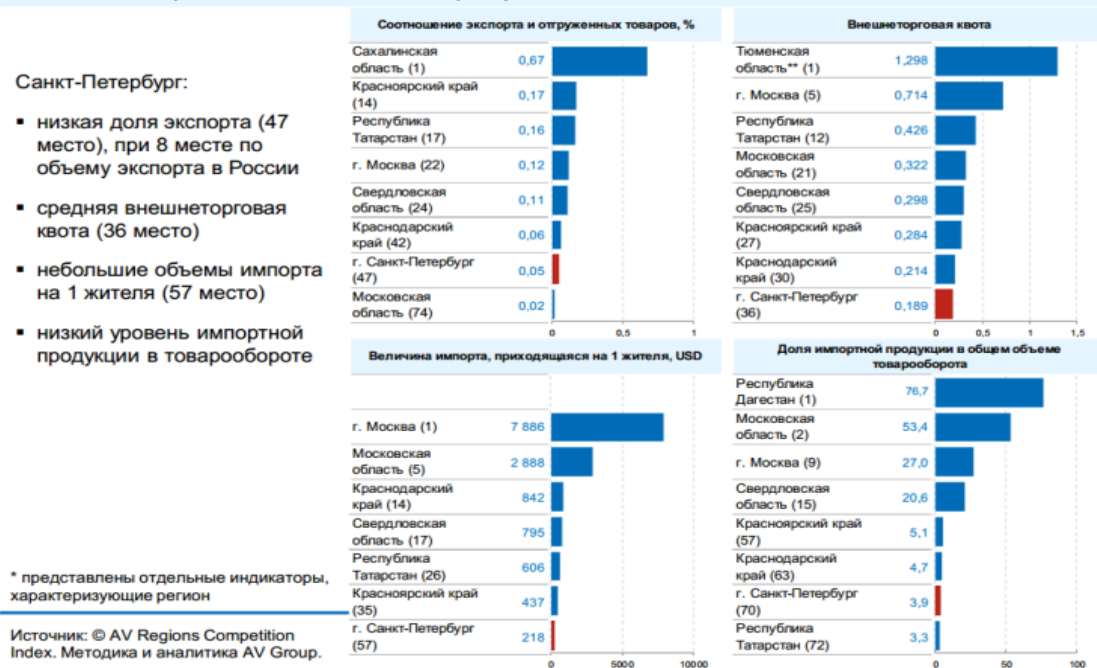 Санкт-Петербург:
▪ низкая доля экспорта (47
место), при 8 месте по
объему экспорта в России
▪ средняя внешнеторговая
квота (36 место)
▪ небольшие объемы импорта
на 1 жителя (57 место)
▪ низкий уровень импортной
продукции в товарообороте
* представлены отдельные индикаторы,
характеризующие регион
Источник: © AV Regions Competition
Index. Методика и аналитика AV Group.
Соотношение экспорта и отгруженных товаров, %
Сахалинская
область (1) 0,67
Красноярский край
(14) 0,17
Республика
Татарстан (17) 0,16
г. Москва (22) 0,12
Свердловская
область (24) 0,11
Краснодарский
край (42) 0,06
г. Санкт-Петербург
(47) 0,05
Московская
область (74) 0,02
0 0,5 1
Внешнеторговая квота
Тюменская
область** (1) 1,298
г. Москва (5) 0,714
Республика
Татарстан (12) 0,426
Московская
область (21) 0,322
Свердловская
область (25) 0,298
Красноярский край
(27) 0,284
Краснодарский
край (30) 0,214
г. Санкт-Петербург
(36) 0,189
0 0,5 1 1,5
Величина импорта, приходящаяся на 1 жителя, USD
г. Москва (1) 7 886
Московская
область (5) 2 888
Краснодарский
край (14) 842
Свердловская
область (17) 795
Республика
Татарстан (26) 606
Красноярский край
(35) 437
г. Санкт-Петербург
(57) 218
0 5000 10000
Доля импортной продукции в общем объеме
товарооборота
Республика
Дагестан (1) 76,7
Московская
область (2) 53,4
г. Москва (9) 27,0
Свердловская
область (15) 20,6
Красноярский край
(57) 5,1
Краснодарский
край (63) 4,7
г. Санкт-Петербург
(70) 3,9
Республика
Татарстан (72) 3,3
0 50 100